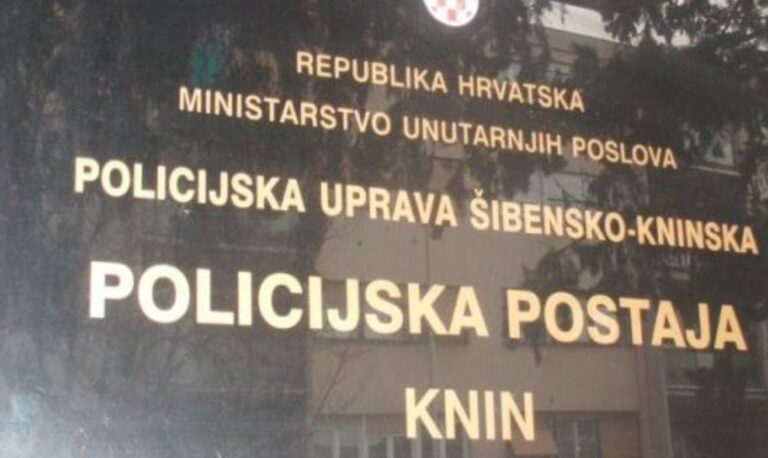 REPUBLIKA HRVATSKA
MINISTARSTVO UNUTARNJIH POSLOVA
POLICIJSKA UPRAVA ŠIBENSKO-KNINSKA
POLICIJSKA POSTAJA
KNIN